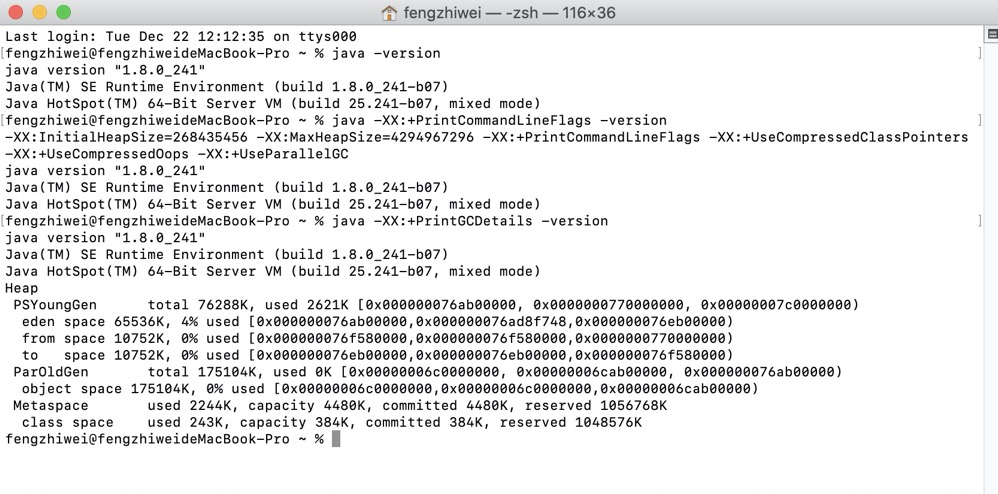 fengzhiwei — -zsh — 116×36
Last login: Tue Dec 22 12:12:35 on ttys000
[fengzhiwei@fengzhiweideMacBook-Pro ~ % java -version ]
java version "1.8.0_241"
Java(TM) SE Runtime Environment (build 1.8.0_241-b07)
Java HotSpot(TM) 64-Bit Server VM (build 25.241-b07, mixed mode)
[fengzhiwei@fengzhiweideMacBook-Pro ~ % java -XX:+PrintCommandLineFlags -version ]
-XX:InitialHeapSize=268435456 -XX:MaxHeapSize=4294967296 -XX:+PrintCommandLineFlags -XX:+UseCompressedClassPointers
-XX:+UseCompressedOops -XX:+UseParallelGC
java version "1.8.0_241"
Java(TM) SE Runtime Environment (build 1.8.0_241-b07)
Java HotSpot(TM) 64-Bit Server VM (build 25.241-b07, mixed mode)
[fengzhiwei@fengzhiweideMacBook-Pro ~ % java -XX:+PrintGCDetails -version ]
java version "1.8.0_241"
Java(TM) SE Runtime Environment (build 1.8.0_241-b07)
Java HotSpot(TM) 64-Bit Server VM (build 25.241-b07, mixed mode)
Heap
 PSYoungGen      total 76288K, used 2621K [0x000000076ab00000, 0x0000000770000000, 0x00000007c0000000)
  eden space 65536K, 4% used [0x000000076ab00000,0x000000076ad8f748,0x000000076eb00000)
  from space 10752K, 0% used [0x000000076f580000,0x000000076f580000,0x0000000770000000)
  to   space 10752K, 0% used [0x000000076eb00000,0x000000076eb00000,0x000000076f580000)
 ParOldGen       total 175104K, used 0K [0x00000006c0000000, 0x00000006cab00000, 0x000000076ab00000)
  object space 175104K, 0% used [0x00000006c0000000,0x00000006c0000000,0x00000006cab00000)
 Metaspace       used 2244K, capacity 4480K, committed 4480K, reserved 1056768K
  class space    used 243K, capacity 384K, committed 384K, reserved 1048576K
fengzhiwei@fengzhiweideMacBook-Pro ~ %